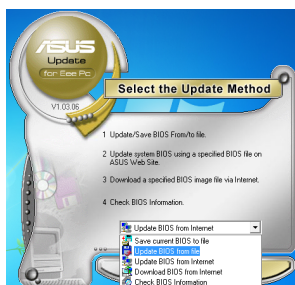 ASUS
Update
for Eee Pc
V1.03.06
Select the Update Method
1 Update/Save BIOS From/to file.
2 Update system BIOS using a specified BIOS file on
ASUS Web Site.
3 Download a specified BIOS image file via Internet.
4 Check BIOS Information.
Update BIOS from Internet
Save current BIOS to file
Update BIOS from file
Update BIOS from Internet
Download BIOS from Internet
Check BIOS Information